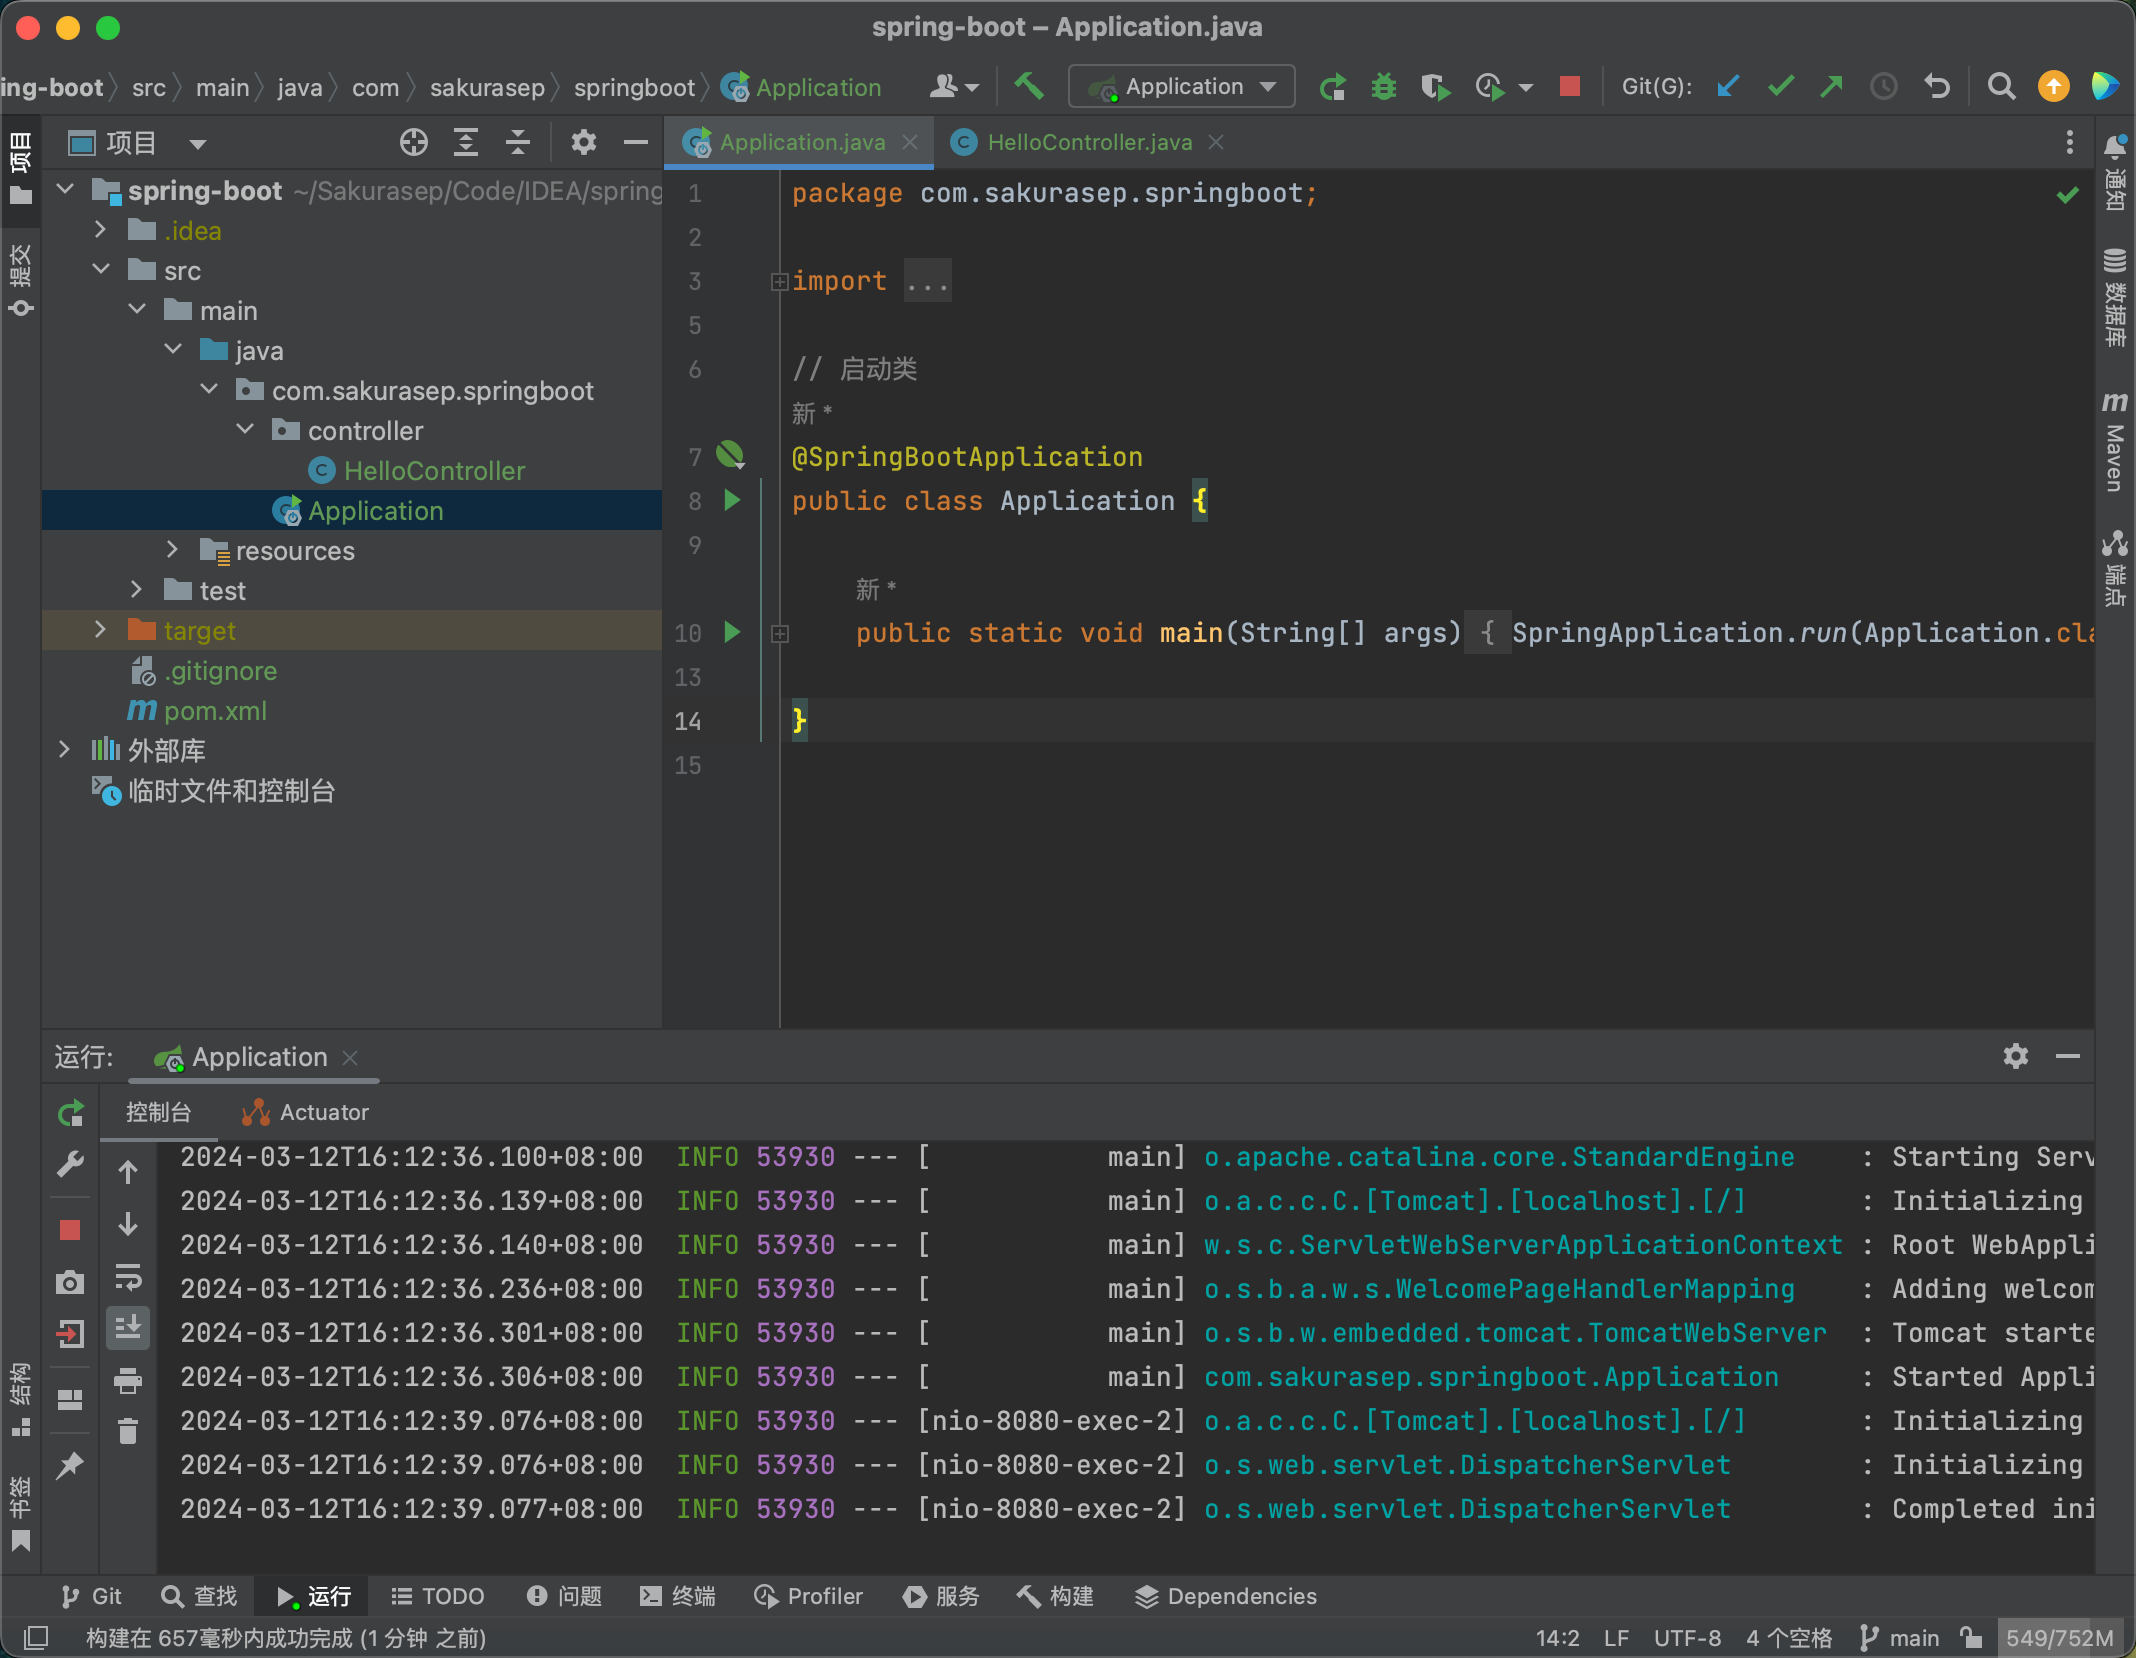 spring-boot – Application.java
ing-boot src main java com sakurasep springboot Application
Application
Git(G):
项目
Application.java
HelloController.java
项目
提交
结构
书签
spring-boot ~/Sakurasep/Code/IDEA/spring
.idea
src
main
java
com.sakurasep.springboot
controller
HelloController
Application
resources
test
target
.gitignore
pom.xml
外部库
临时文件和控制台
1 package com.sakurasep.springboot;
2
3 import ...
5
6 // 启动类
新 *
7 @SpringBootApplication
8 public class Application {
9
新 *
10 public static void main(String[] args) { SpringApplication.run(Application.cla
13
14 }
15
通知
数据库
Maven
端点
运行: Application
控制台 Actuator
2024-03-12T16:12:36.100+08:00 INFO 53930 --- [ main] o.apache.catalina.core.StandardEngine : Starting Serv
2024-03-12T16:12:36.139+08:00 INFO 53930 --- [ main] o.a.c.c.C.[Tomcat].[localhost].[/] : Initializing
2024-03-12T16:12:36.140+08:00 INFO 53930 --- [ main] w.s.c.ServletWebServerApplicationContext : Root WebAppli
2024-03-12T16:12:36.236+08:00 INFO 53930 --- [ main] o.s.b.a.w.s.WelcomePageHandlerMapping : Adding welcom
2024-03-12T16:12:36.301+08:00 INFO 53930 --- [ main] o.s.b.w.embedded.tomcat.TomcatWebServer : Tomcat starte
2024-03-12T16:12:36.306+08:00 INFO 53930 --- [ main] com.sakurasep.springboot.Application : Started Appli
2024-03-12T16:12:39.076+08:00 INFO 53930 --- [nio-8080-exec-2] o.a.c.c.C.[Tomcat].[localhost].[/] : Initializing
2024-03-12T16:12:39.076+08:00 INFO 53930 --- [nio-8080-exec-2] o.s.web.servlet.DispatcherServlet : Initializing
2024-03-12T16:12:39.077+08:00 INFO 53930 --- [nio-8080-exec-2] o.s.web.servlet.DispatcherServlet : Completed ini
Git 查找 运行 TODO 问题 终端 Profiler 服务 构建 Dependencies
构建在 657毫秒内成功完成 (1 分钟 之前)
14:2 LF UTF-8 4 个空格 main 549/752M